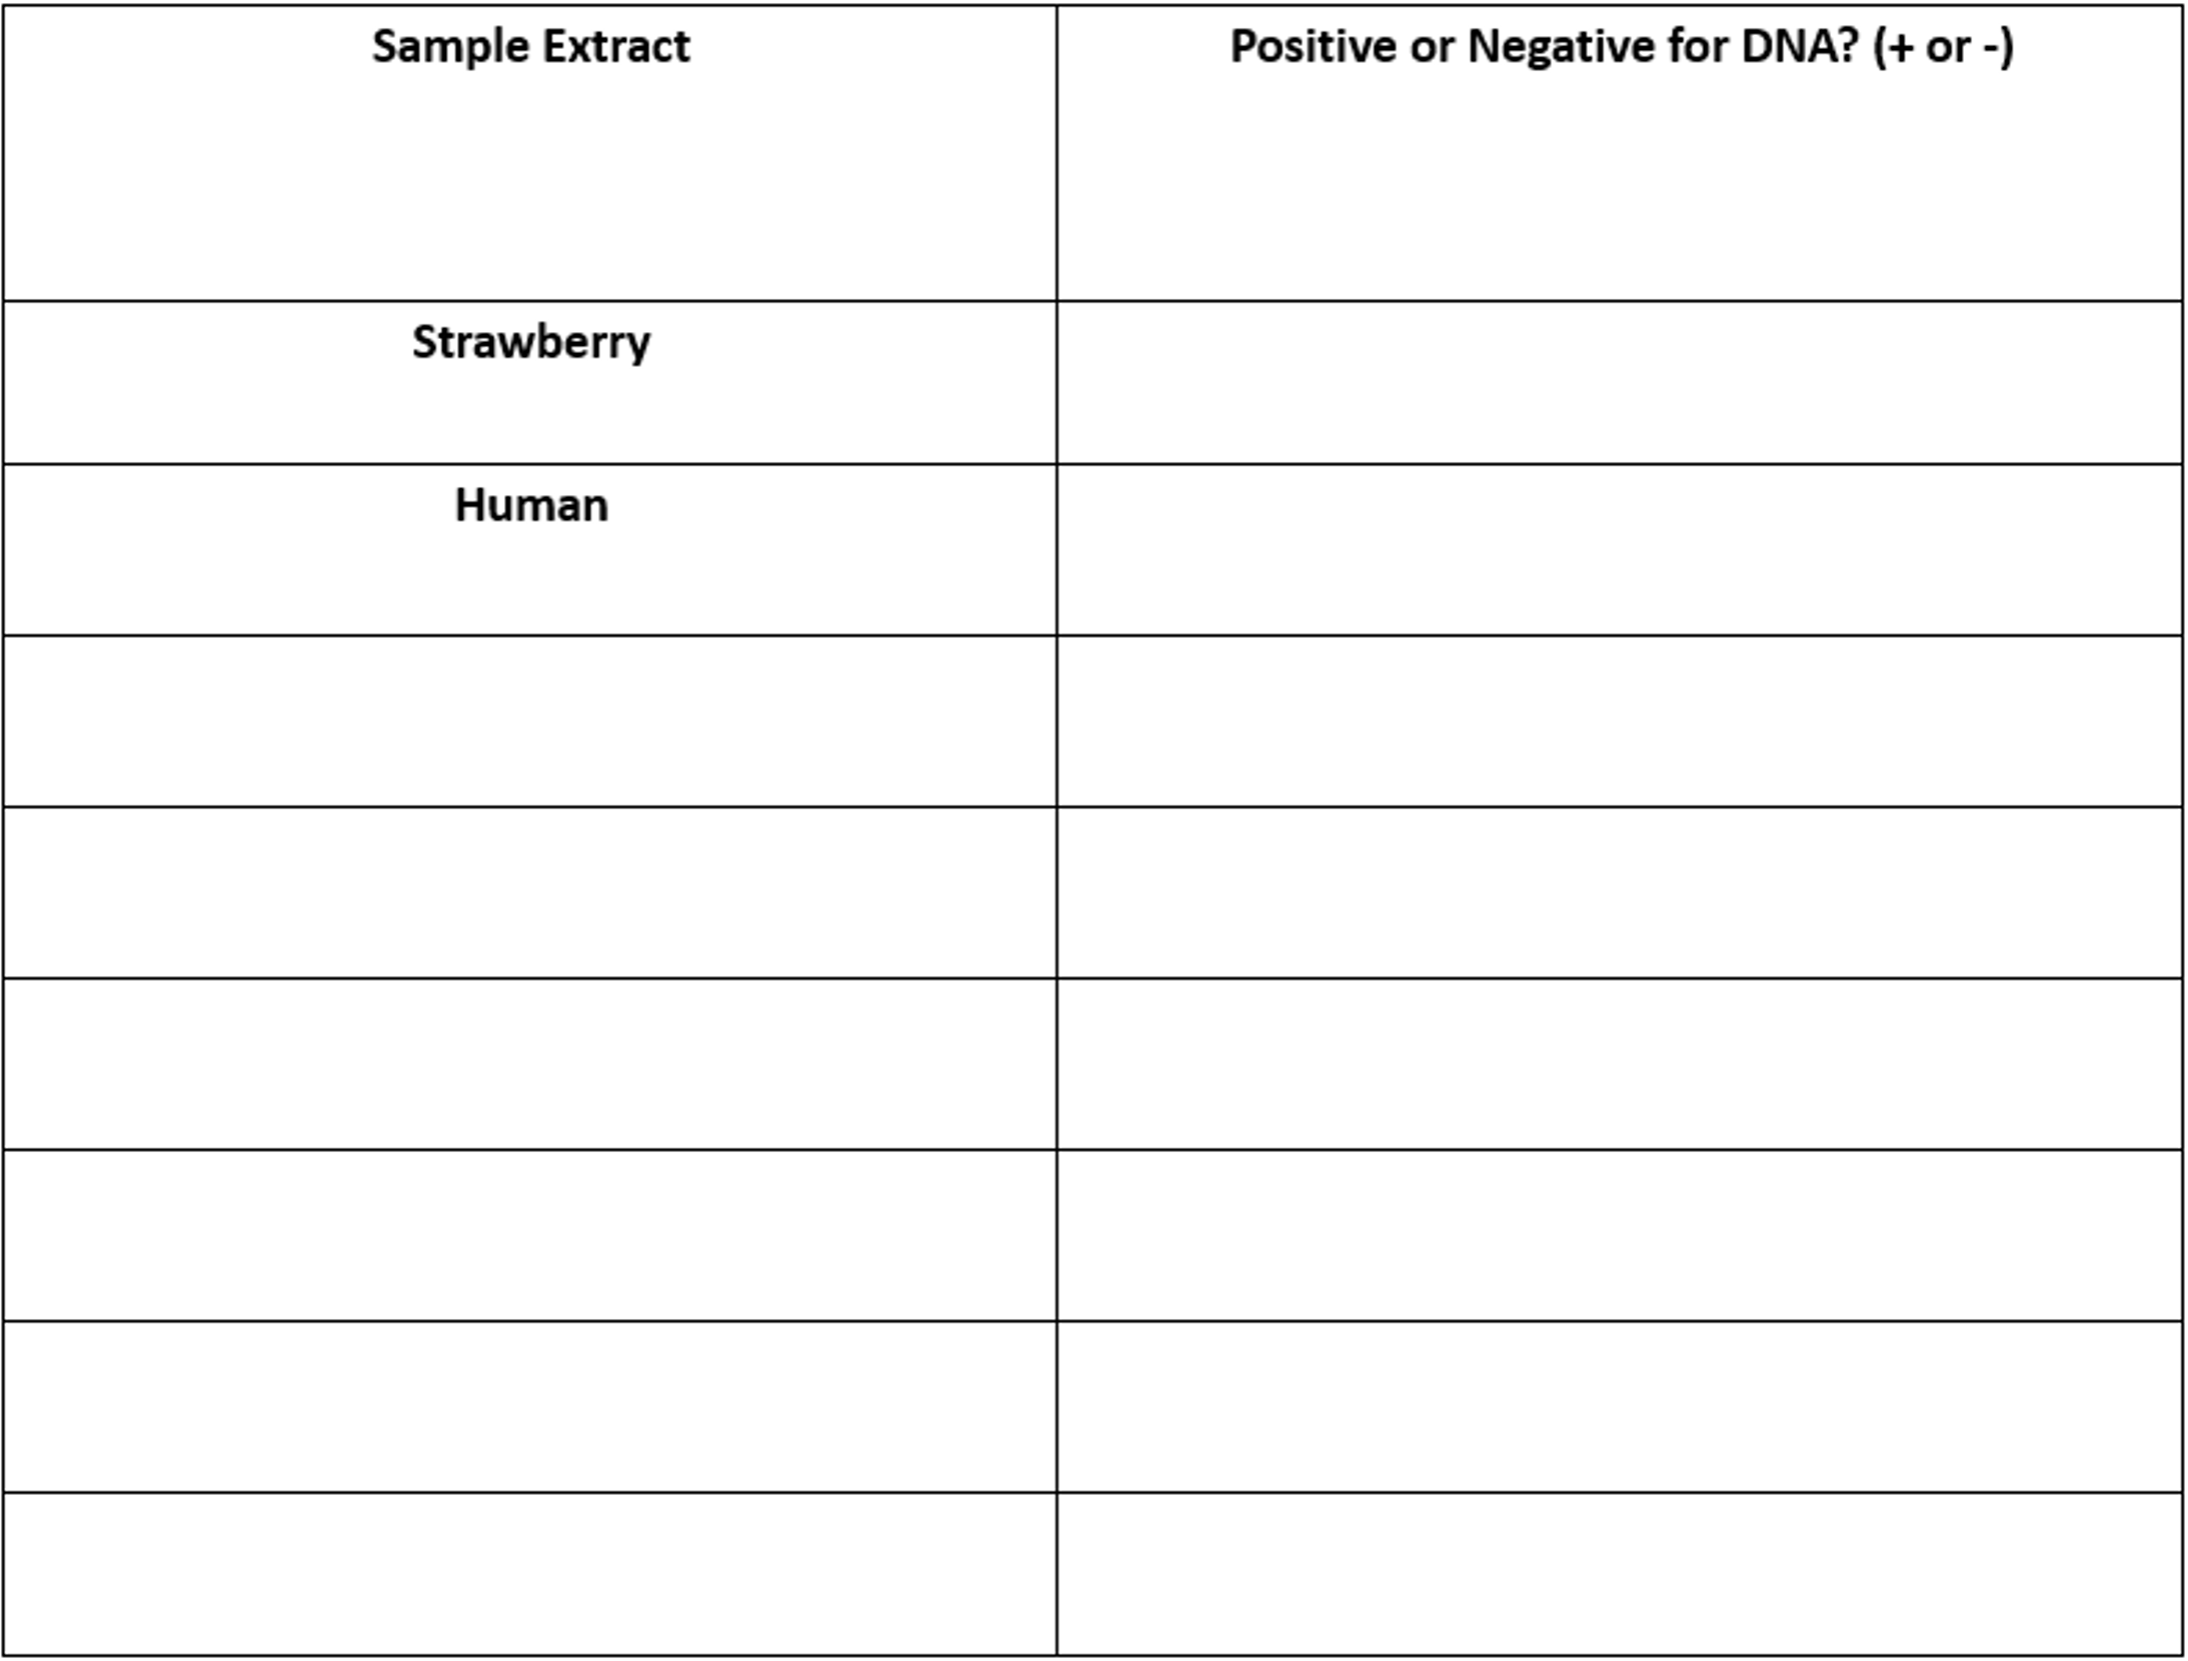 Sample Extract
Positive or Negative for DNA? (+ or -)
Strawberry
Human